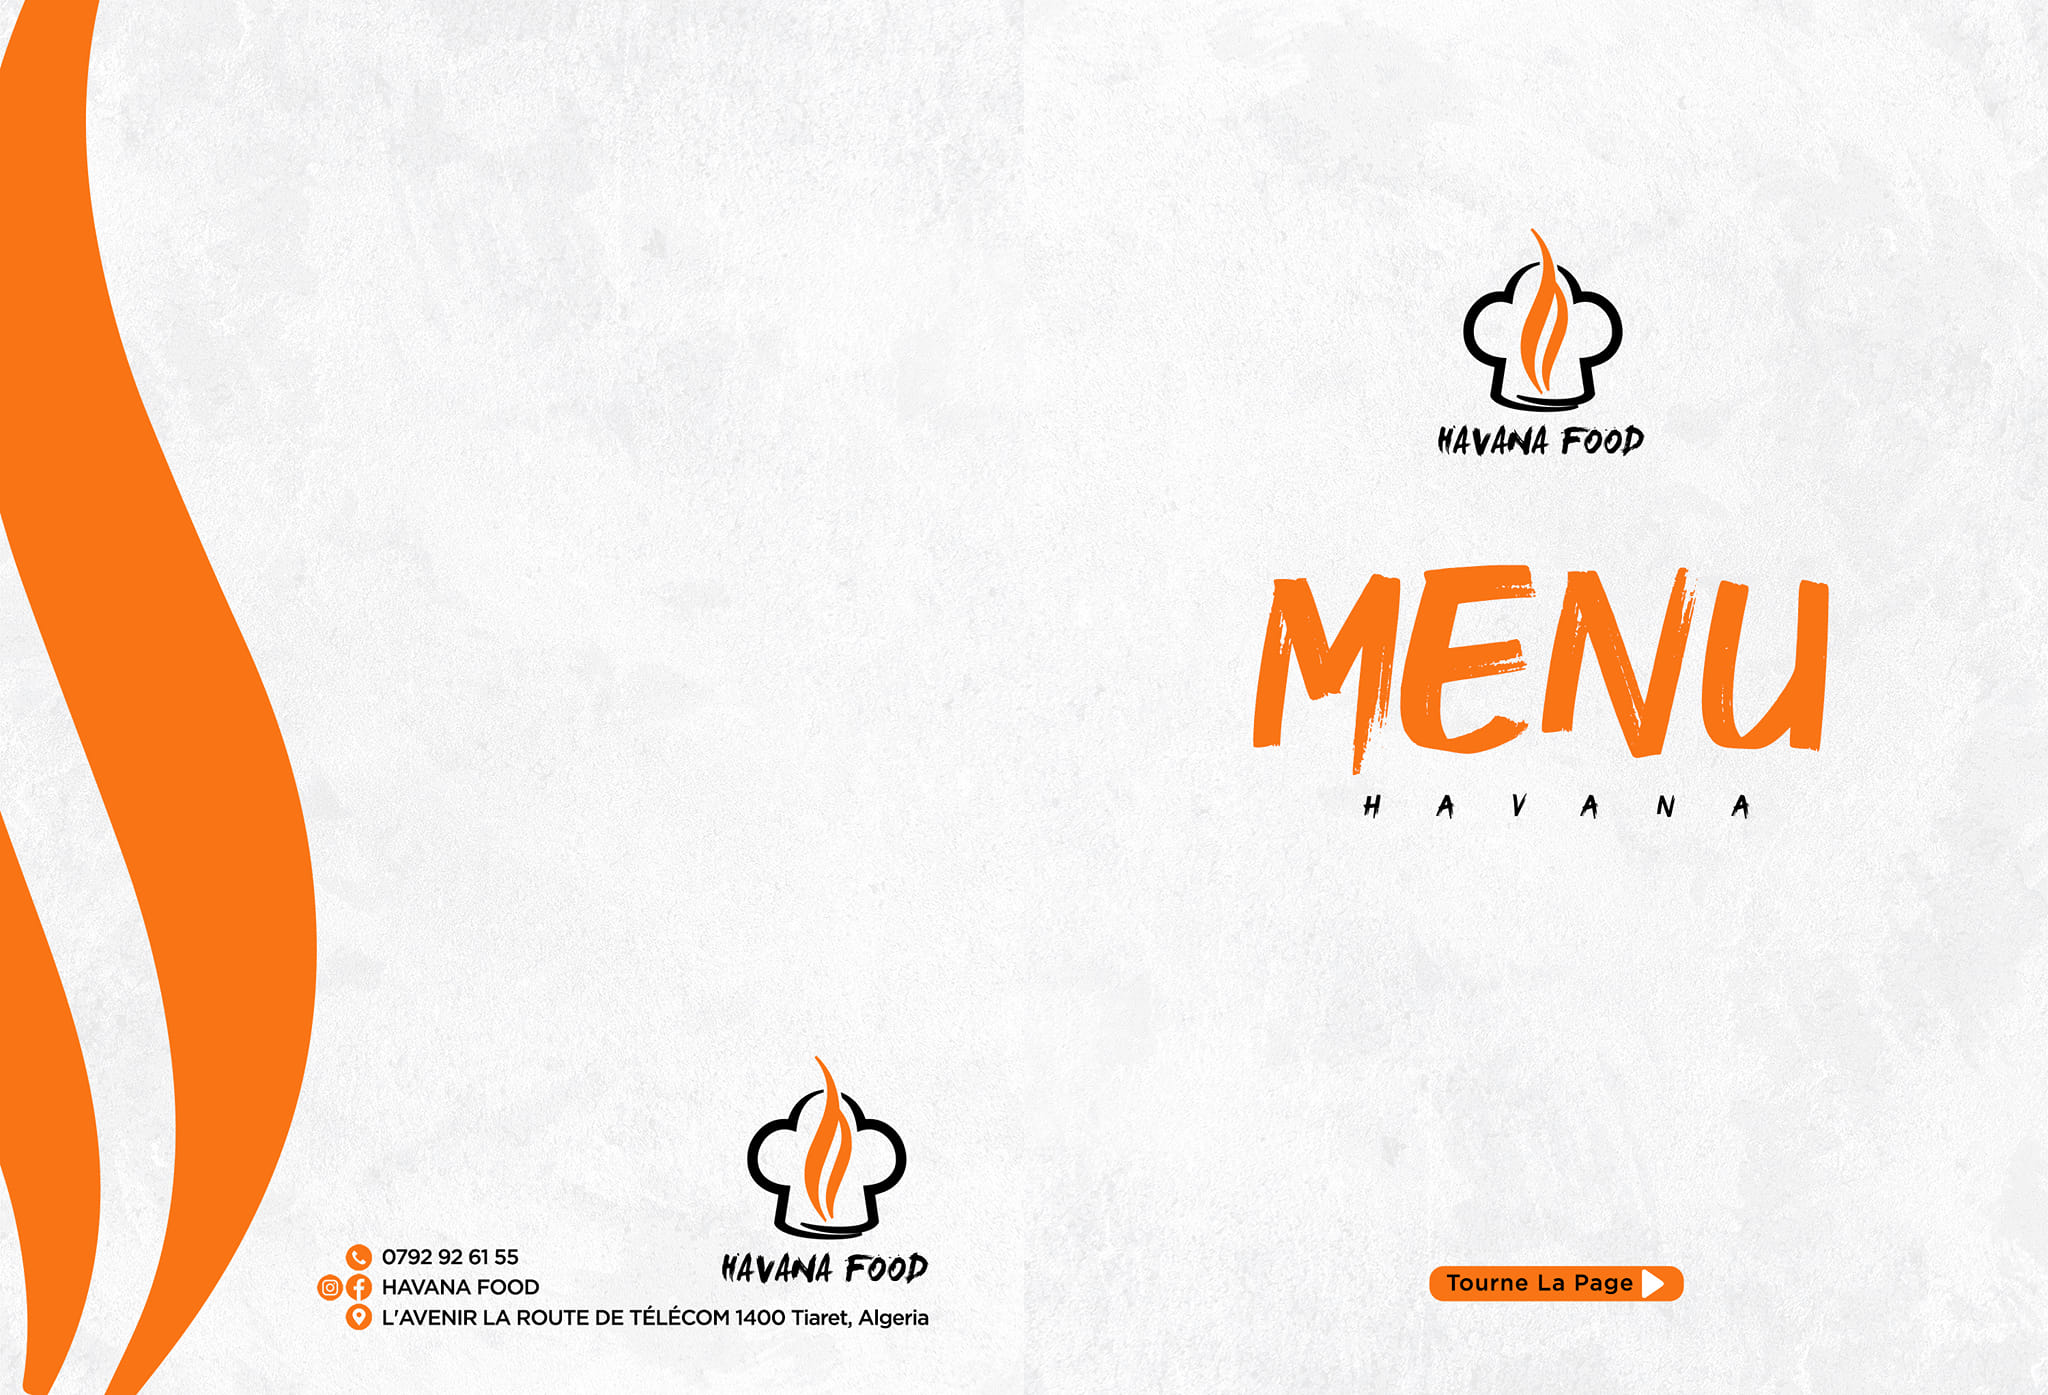 0792 92 61 55
HAVANA FOOD
L'AVENIR LA ROUTE DE TÉLÉCOM 1400 Tiaret, Algeria
HAVANA FOOD
HAVANA FOOD
MENU
HAVANA
Tourne La Page